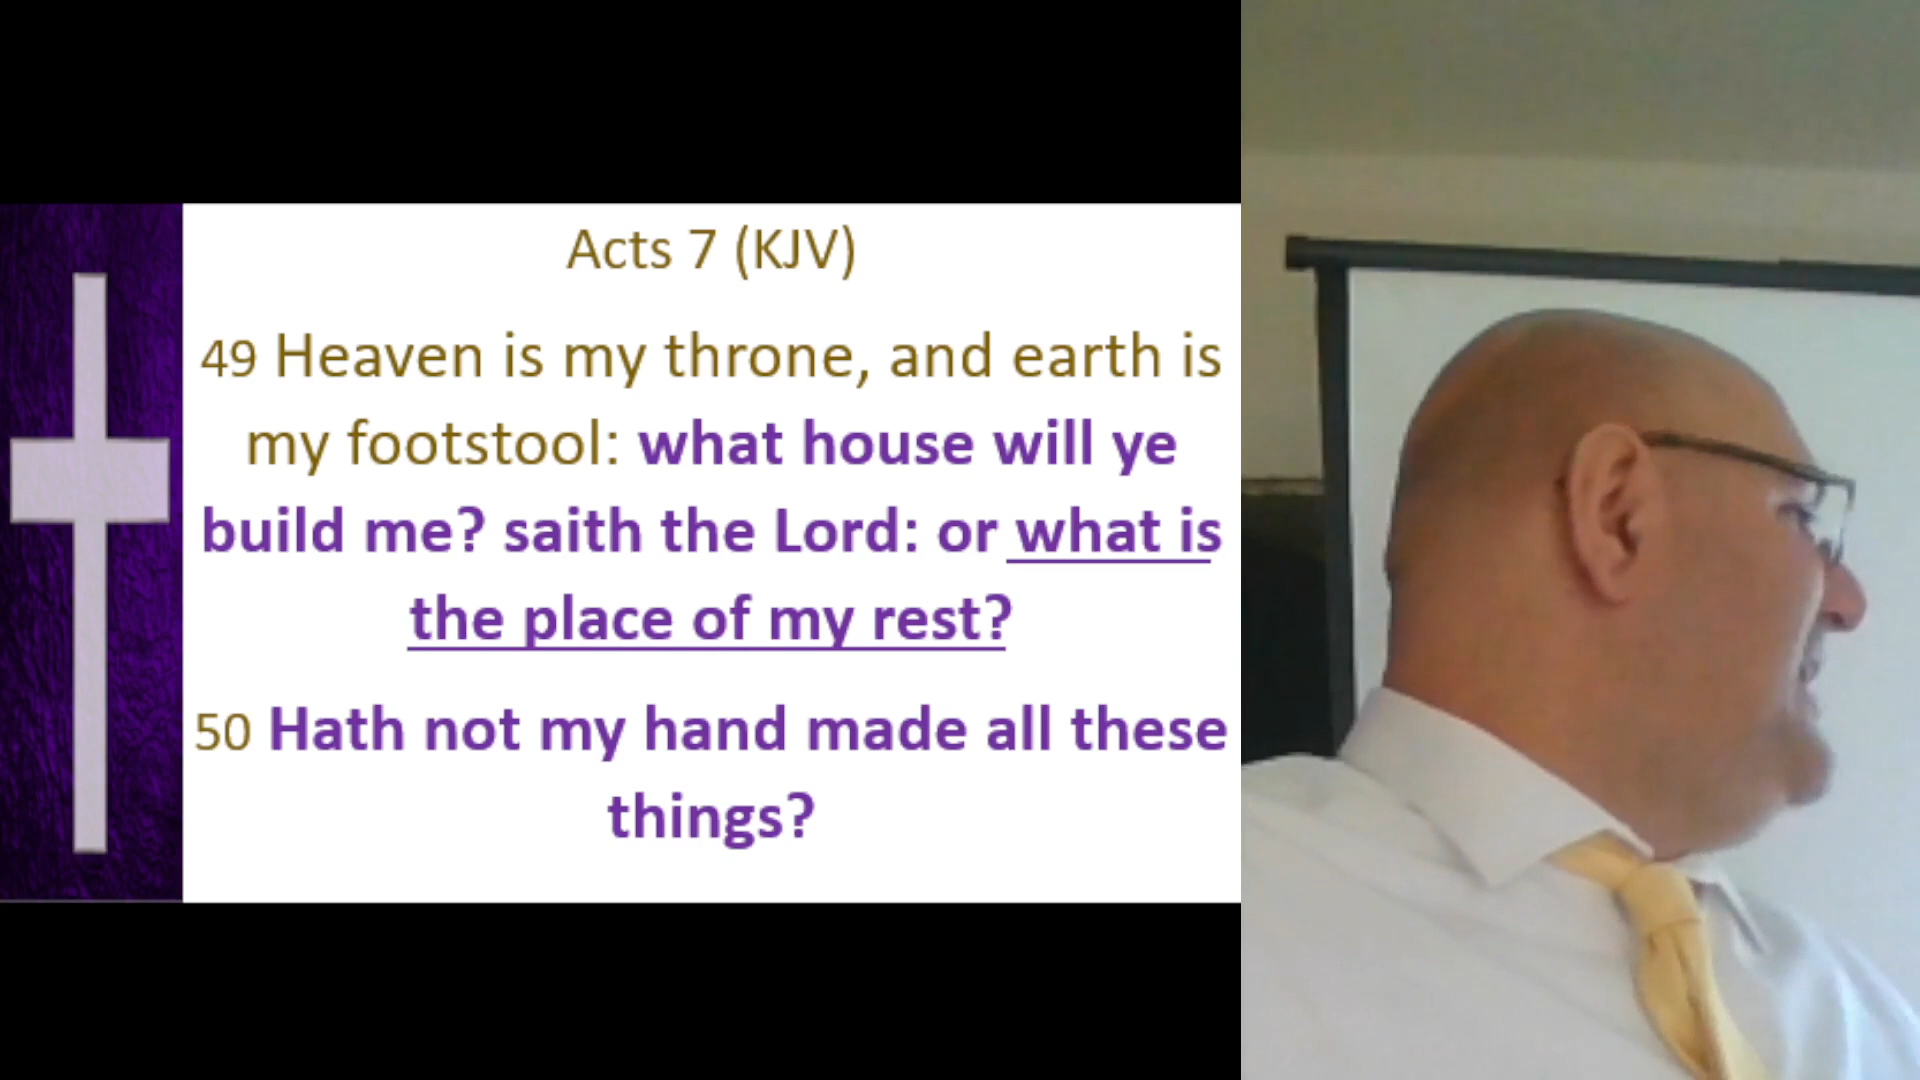 Acts 7 (KJV)
49 Heaven is my throne, and earth is
my footstool: what house will ye
build me? saith the Lord: or what is
the place of my rest?
50 Hath not my hand made all these
things?